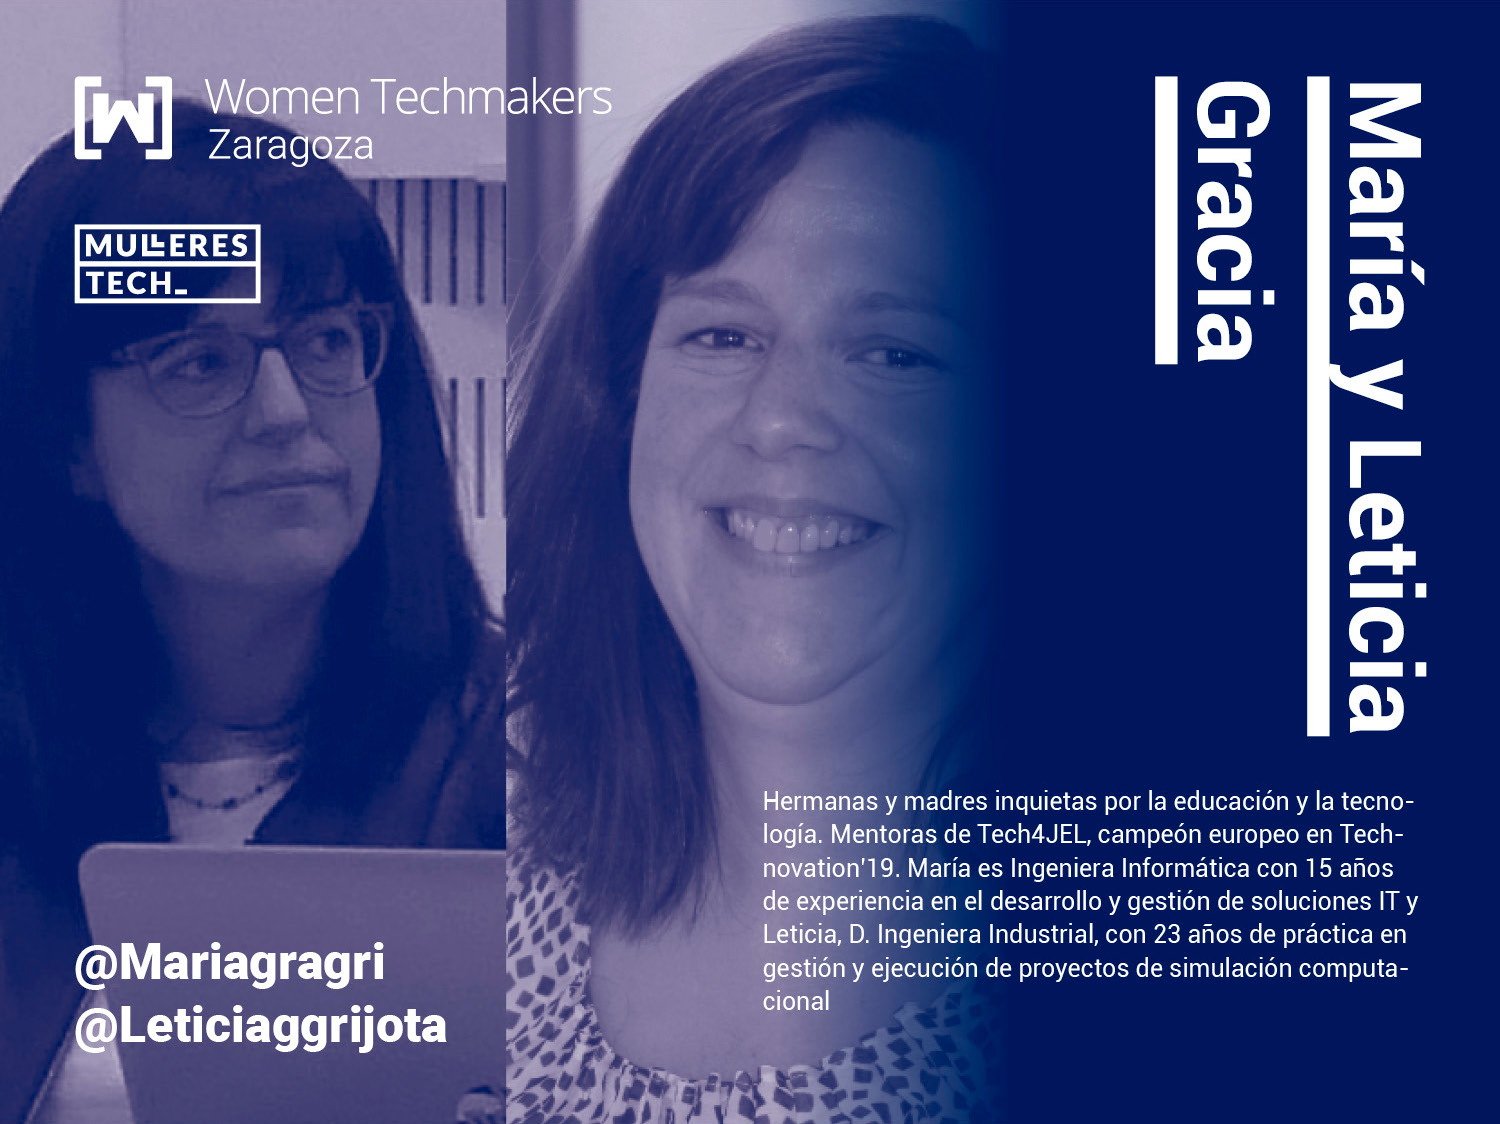 Women Techmakers
Zaragoza
MULLERES
TECH_
María y Leticia
Gracia
Hermanas y madres inquietas por la educación y la tecno-
logía. Mentoras de Tech4JEL, campeón europeo en Tech-
novation'19. María es Ingeniera Informática con 15 años
de experiencia en el desarrollo y gestión de soluciones IT y
Leticia, D. Ingeniera Industrial, con 23 años de práctica en
gestión y ejecución de proyectos de simulación computa-
cional
@Mariagragri
@Leticiaggrijota